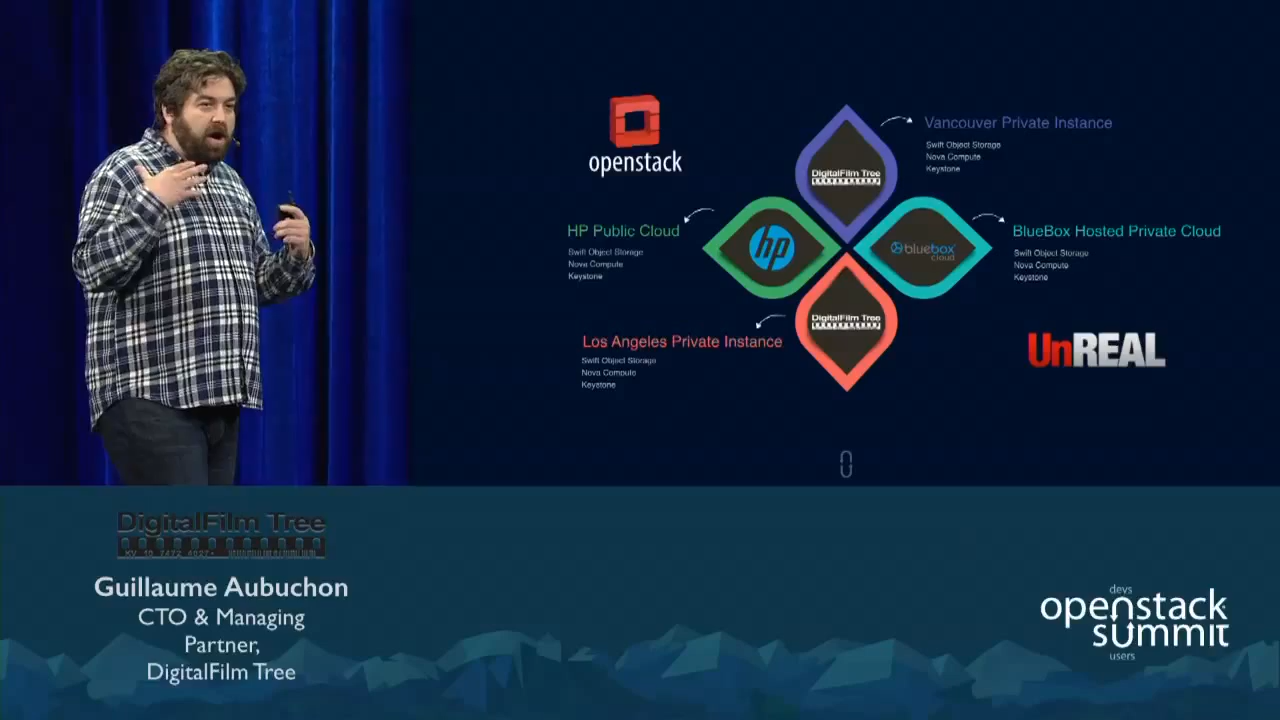 openstack
DigitalFilm Tree
Vancouver Private Instance
Swift Object Storage
Nova Compute
Keystone
HP Public Cloud
Swift Object Storage
Nova Compute
Keystone
hp
bluebox
cloud
BlueBox Hosted Private Cloud
Swift Object Storage
Nova Compute
Keystone
DigitalFilm Tree
Los Angeles Private Instance
Swift Object Storage
Nova Compute
Keystone
UnREAL
DigitalFilm Tree
Guillaume Aubuchon
CTO & Managing
Partner,
DigitalFilm Tree
devs
openstack
summit
users